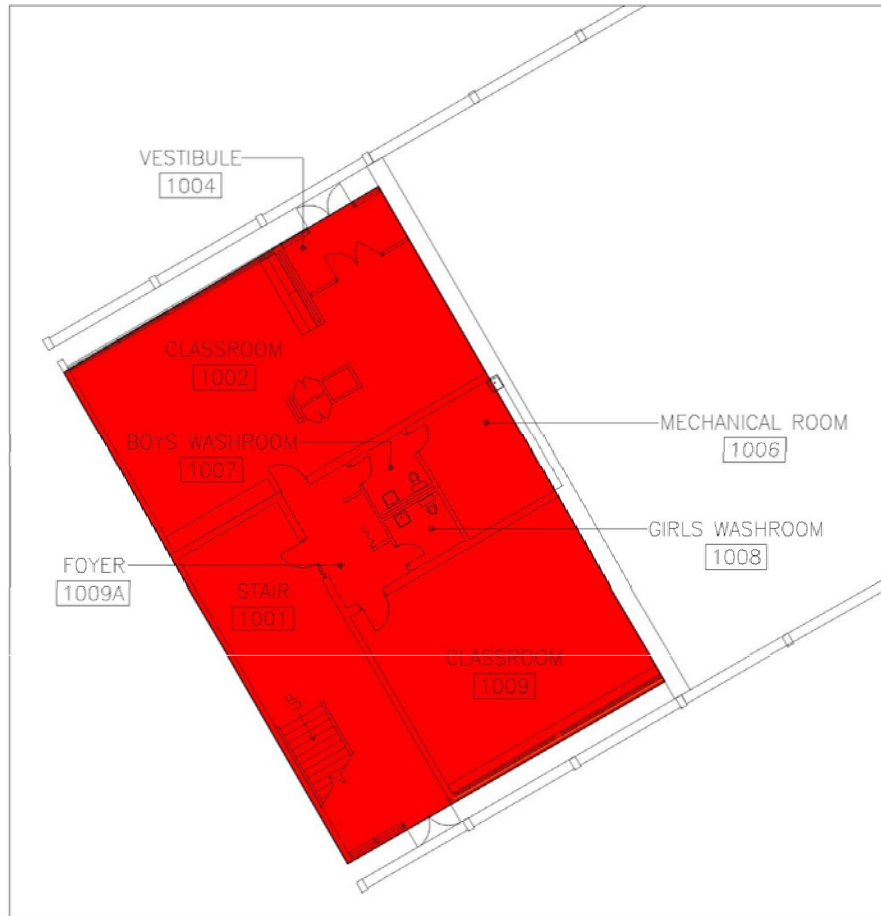 VESTIBULE
1004
CLASSROOM
1002
MECHANICAL ROOM
1006
BOYS WASHROOM
1007
GIRLS WASHROOM
1008
FOYER
1009A
STAIR
1001
CLASSROOM
1009
up